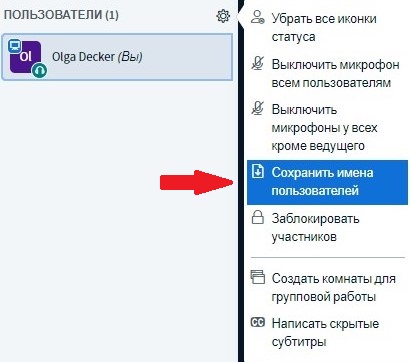 ПОЛЬЗОВАТЕЛИ (1)
Ol
Olga Decker (Вы)
Убрать все иконки
статуса
Выключить микрофон
всем пользователям
Выключить
микрофоны у всех
кроме ведущего
Сохранить имена
пользователей
Заблокировать
участников
Создать комнаты для
групповой работы
CC Написать скрытые
субтитры